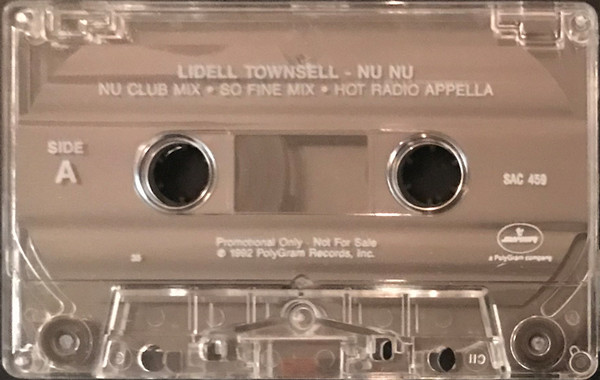 LIDELL TOWNSELL - NU NU
NU CLUB MIX • SO FINE MIX • HOT RADIO APPELLA
SIDE
A
SAC 459
Promotional Only - Not For Sale
℗ 1992 PolyGram Records, Inc.
mercury
a PolyGram company